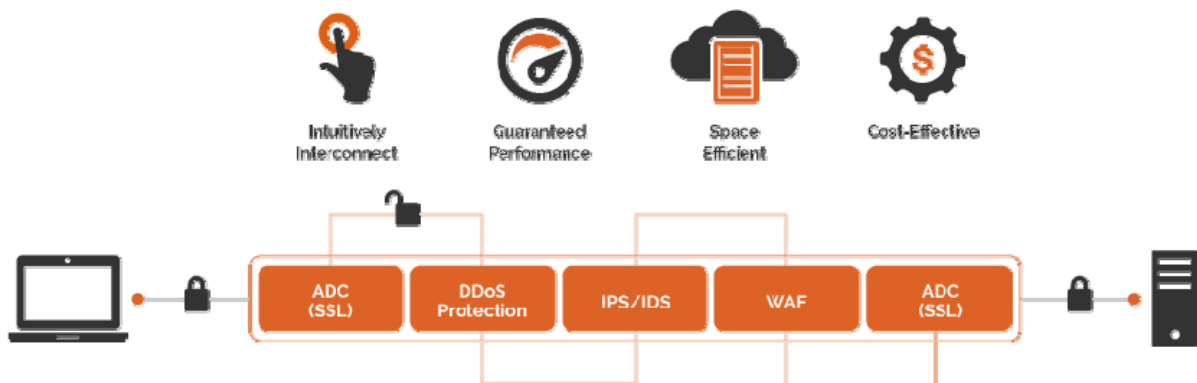 Intuitively
Interconnect
Guaranteed
Performance
Space
Efficient
Cost-Effective
$
ADC
(SSL)
DDoS
Protection
IPS/IDS
WAF
ADC
(SSL)